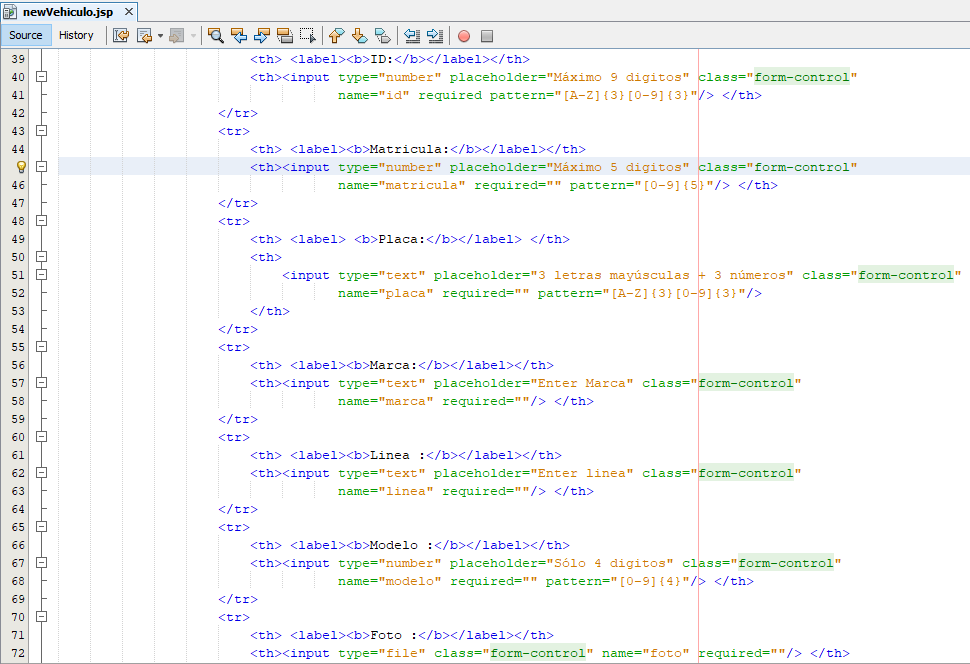 newVehiculo.jsp
Source History
39 <th> <label><b>ID:</b></label></th>
40 <th><input type="number" placeholder="Máximo 9 digitos" class="form-control"
41 name="id" required pattern="[A-Z]{3}[0-9]{3}"/> </th>
42 </tr>
43 <tr>
44 <th> <label><b>Matricula:</b></label></th>
<th><input type="number" placeholder="Máximo 5 digitos" class="form-control"
46 name="matricula" required="" pattern="[0-9]{5}"/> </th>
47 </tr>
48 <tr>
49 <th> <label> <b>Placa:</b></label> </th>
50 <th>
51 <input type="text" placeholder="3 letras mayúsculas + 3 números" class="form-control"
52 name="placa" required="" pattern="[A-Z]{3}[0-9]{3}"/>
53 </th>
54 </tr>
55 <tr>
56 <th> <label><b>Marca:</b></label></th>
57 <th><input type="text" placeholder="Enter Marca" class="form-control"
58 name="marca" required=""/> </th>
59 </tr>
60 <tr>
61 <th> <label><b>Linea :</b></label></th>
62 <th><input type="text" placeholder="Enter linea" class="form-control"
63 name="linea" required=""/> </th>
64 </tr>
65 <tr>
66 <th> <label><b>Modelo :</b></label></th>
67 <th><input type="number" placeholder="Sólo 4 digitos" class="form-control"
68 name="modelo" required="" pattern="[0-9]{4}"/> </th>
69 </tr>
70 <tr>
71 <th> <label><b>Foto :</b></label></th>
72 <th><input type="file" class="form-control" name="foto" required=""/> </th>